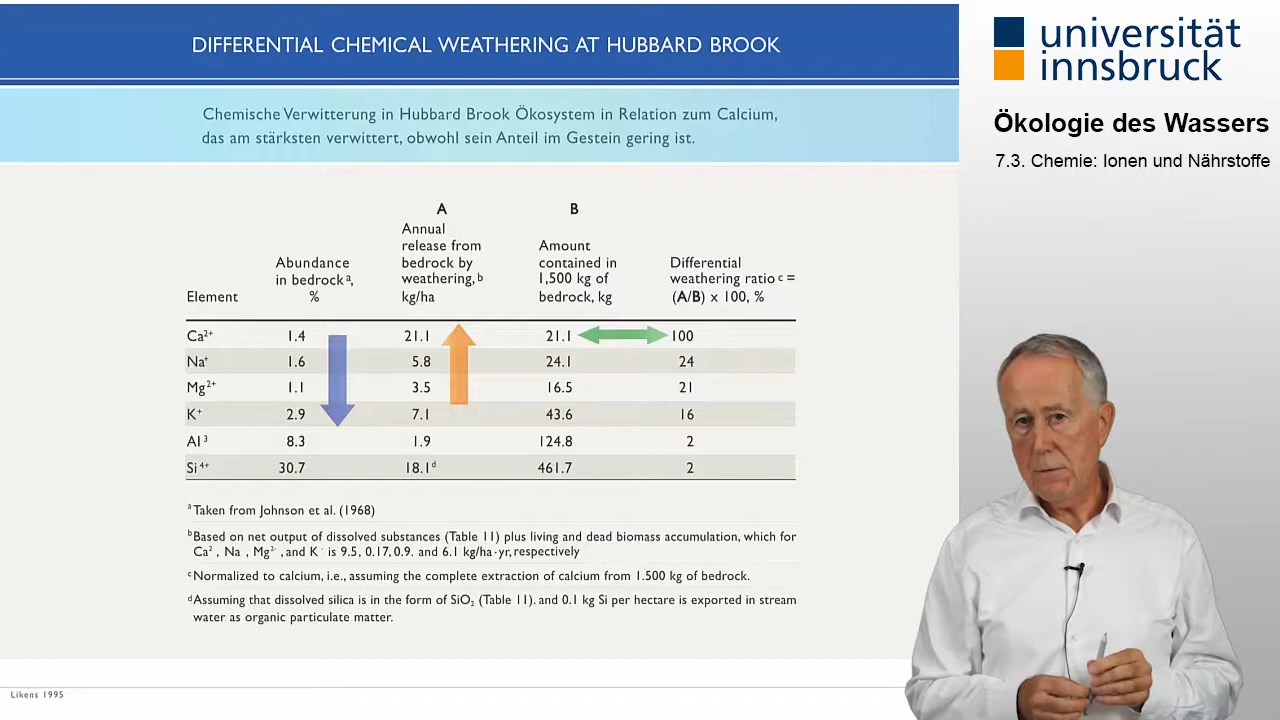 DIFFERENTIAL CHEMICAL WEATHERING AT HUBBARD BROOK
Chemische Verwitterung in Hubbard Brook Ökosystem in Relation zum Calcium,
das am stärksten verwittert, obwohl sein Anteil im Gestein gering ist.
A B
Annual
release from Amount
Abundance bedrock by contained in Differential
in bedrock ᵃ, weathering, ᵇ 1,500 kg of weathering ratio ᶜ =
Element % kg/ha bedrock, kg (A/B) x 100, %
Ca²⁺ 1.4 21.1 21.1 100
Na⁺ 1.6 5.8 24.1 24
Mg²⁺ 1.1 3.5 16.5 21
K⁺ 2.9 7.1 43.6 16
Al ³ 8.3 1.9 124.8 2
Si ⁴⁺ 30.7 18.1ᵈ 461.7 2
ᵃ Taken from Johnson et al. (1968)
ᵇ Based on net output of dissolved substances (Table 11) plus living and dead biomass accumulation, which for
Ca² , Na , Mg²⁻ , and K ⁻ is 9.5, 0.17, 0.9. and 6.1 kg/ha·yr, respectively
ᶜ Normalized to calcium, i.e., assuming the complete extraction of calcium from 1.500 kg of bedrock.
ᵈ Assuming that dissolved silica is in the form of SiO₂ (Table 11). and 0.1 kg Si per hectare is exported in stream
water as organic particulate matter.
Likens 1995
universität
innsbruck
Ökologie des Wassers
7.3. Chemie: Ionen und Nährstoffe